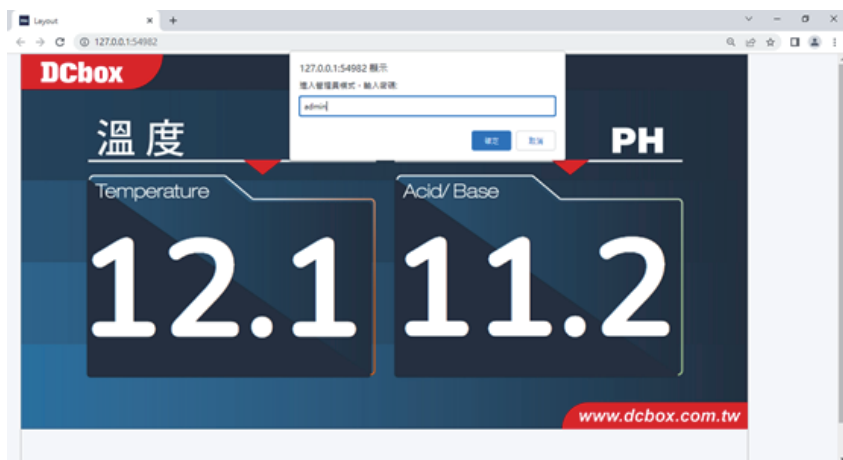 Layout
127.0.0.1:54982
DCbox
127.0.0.1:54982 顯示
進入管理員模式，輸入密碼:
admin
確定 取消
溫度 PH
Temperature Acid/Base
12.1 11.2
www.dcbox.com.tw